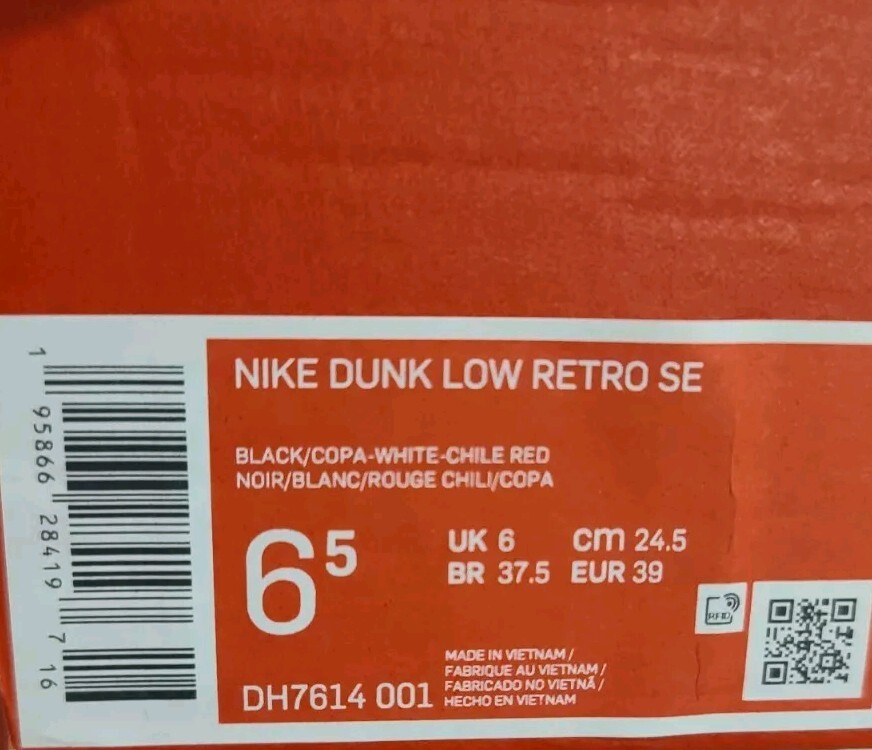 1 95866 28419 7 16
NIKE DUNK LOW RETRO SE
BLACK/COPA-WHITE-CHILE RED
NOIR/BLANC/ROUGE CHILI/COPA
6⁵
UK 6 cm 24.5
BR 37.5 EUR 39
RFID
MADE IN VIETNAM /
FABRIQUE AU VIETNAM /
FABRICADO NO VIETNÃ /
HECHO EN VIETNAM
DH7614 001